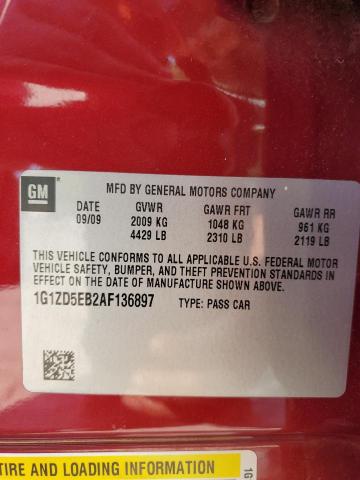 GM
MFD BY GENERAL MOTORS COMPANY
DATE GVWR GAWR FRT GAWR RR
09/09 2009 KG 1048 KG 961 KG
4429 LB 2310 LB 2119 LB
THIS VEHICLE CONFORMS TO ALL APPLICABLE U.S. FEDERAL MOTOR
VEHICLE SAFETY, BUMPER, AND THEFT PREVENTION STANDARDS IN
EFFECT ON THE DATE OF MANUFACTURE SHOWN ABOVE.
1G1ZD5EB2AF136897 TYPE: PASS CAR
TIRE AND LOADING INFORMATION
1G